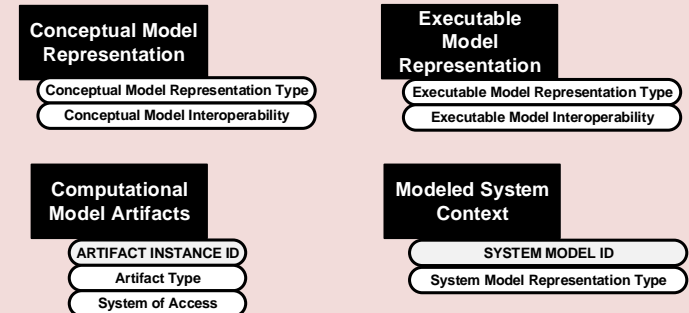 Conceptual Model
Representation
Conceptual Model Representation Type
Conceptual Model Interoperability
Executable
Model
Representation
Executable Model Representation Type
Executable Model Interoperability
Computational
Model Artifacts
ARTIFACT INSTANCE ID
Artifact Type
System of Access
Modeled System
Context
SYSTEM MODEL ID
System Model Representation Type